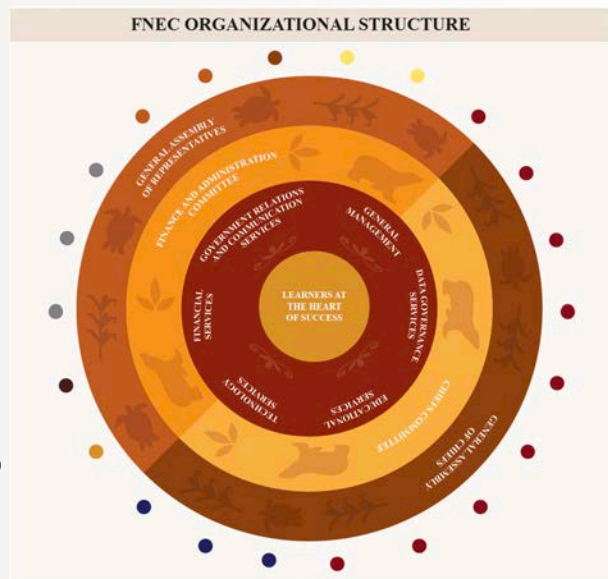 FNEC ORGANIZATIONAL STRUCTURE
GENERAL ASSEMBLY
OF REPRESENTATIVES
FINANCE AND ADMINISTRATION
COMMITTEE
GOVERNMENT RELATIONS
AND COMMUNICATION
SERVICES
GENERAL
MANAGEMENT
FINANCIAL
SERVICES
LEARNERS AT
THE HEART
OF SUCCESS
DATA GOVERNANCE
SERVICES
TECHNOLOGY
SERVICES
EDUCATIONAL
SERVICES
CHIEFS COMMITTEE
GENERAL ASSEMBLY
OF CHIEFS